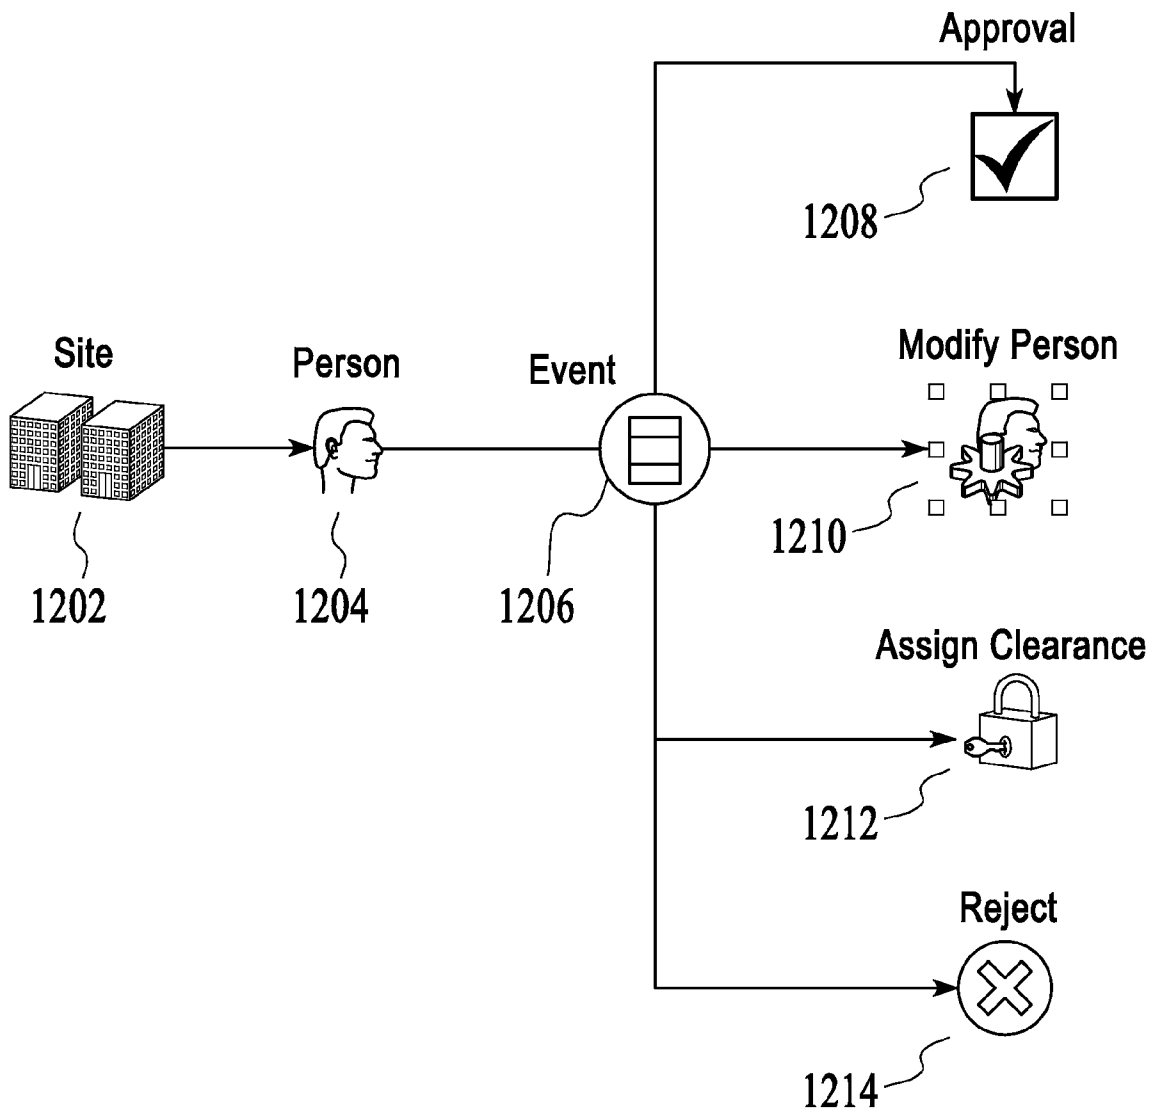 Approval
1208
Site
Person
Event
Modify Person
1202
1204
1206
1210
Assign Clearance
1212
Reject
1214